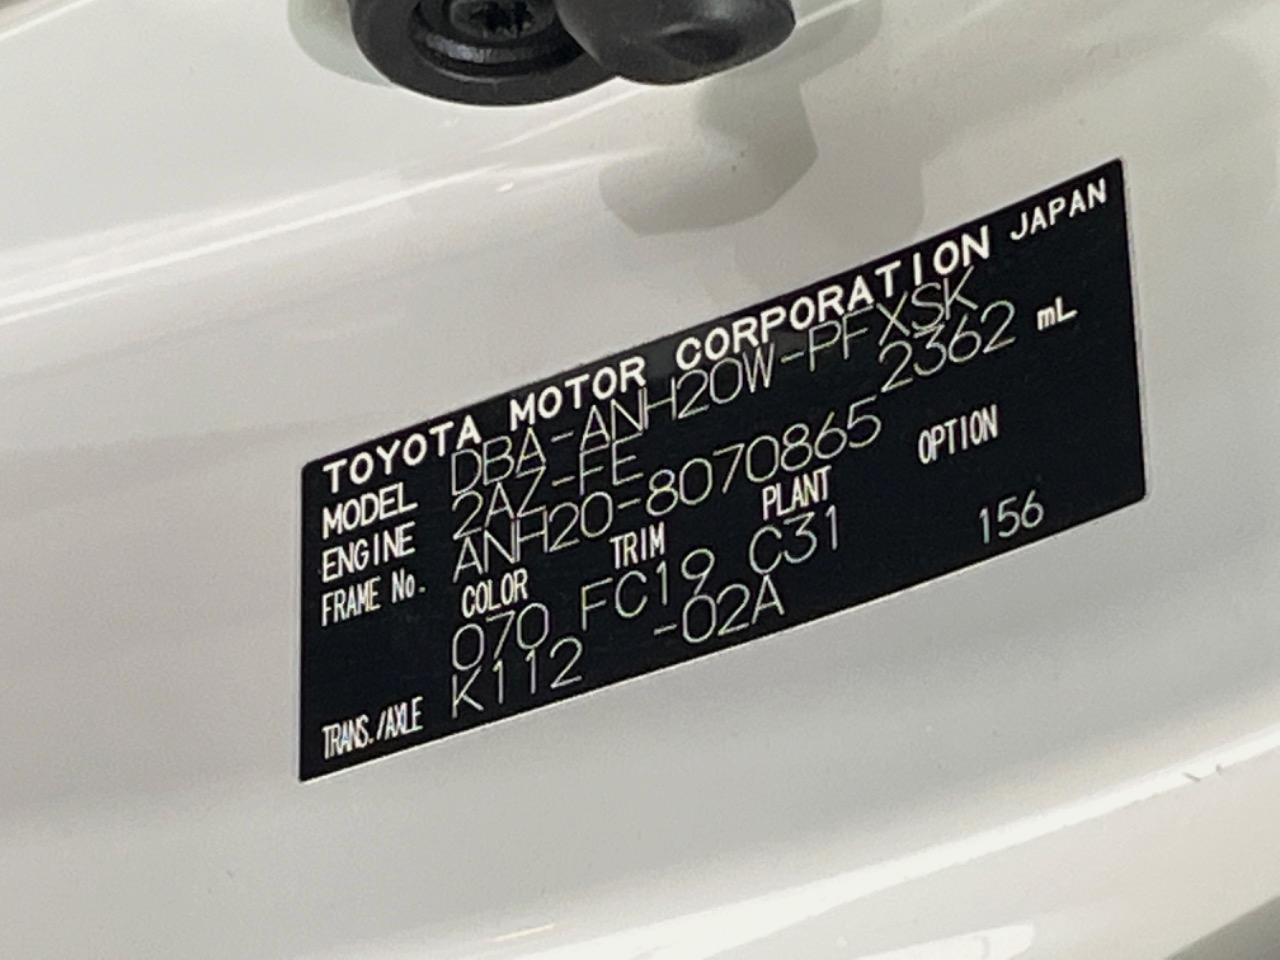 TOYOTA MOTOR CORPORATION JAPAN
MODEL DBA-ANH20W-PFXSK
ENGINE 2AZ-FE 2362 mL
FRAME No. ANH20-8070865
COLOR TRIM PLANT OPTION
070 FC19 C31 156
TRANS./AXLE K112 -02A